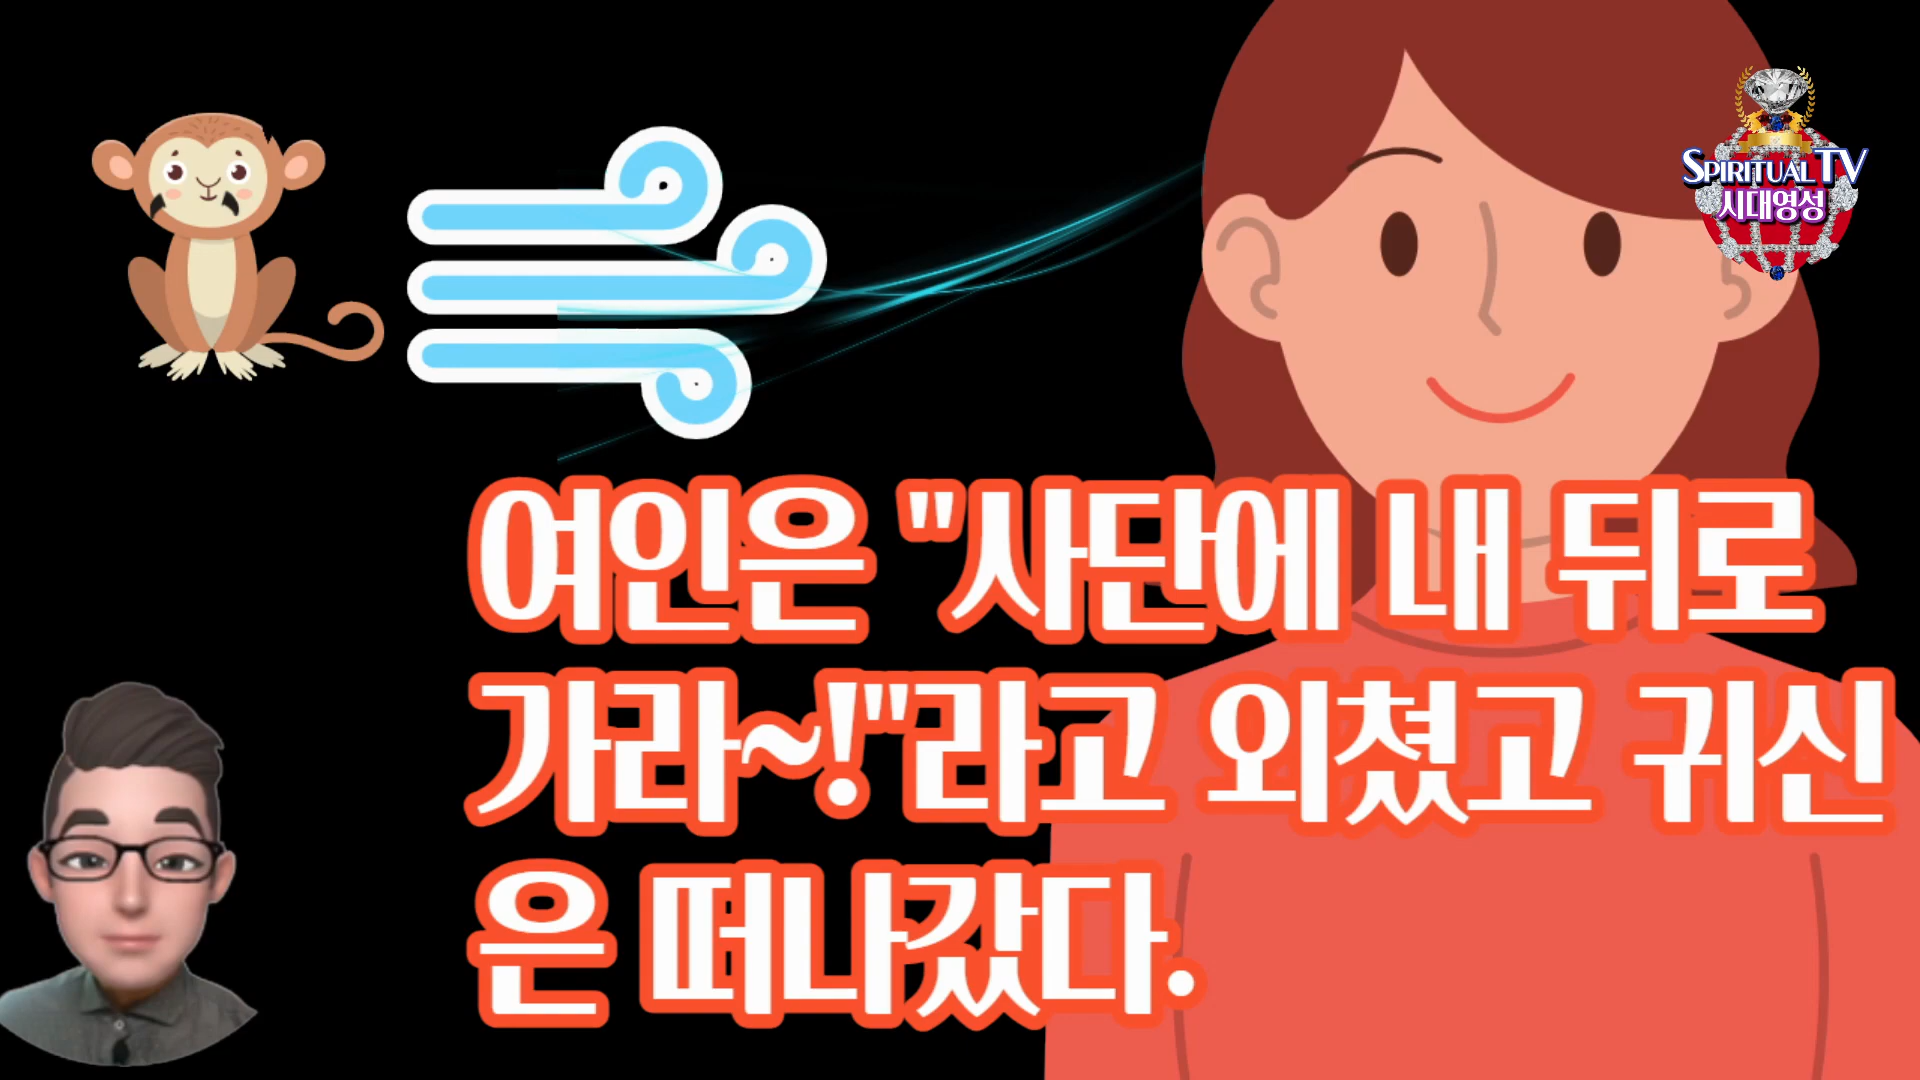 SPIRITUAL TV
시대영성
여인은 "사단에 내 뒤로
가라~!"라고 외쳤고 귀신
은 떠나갔다.